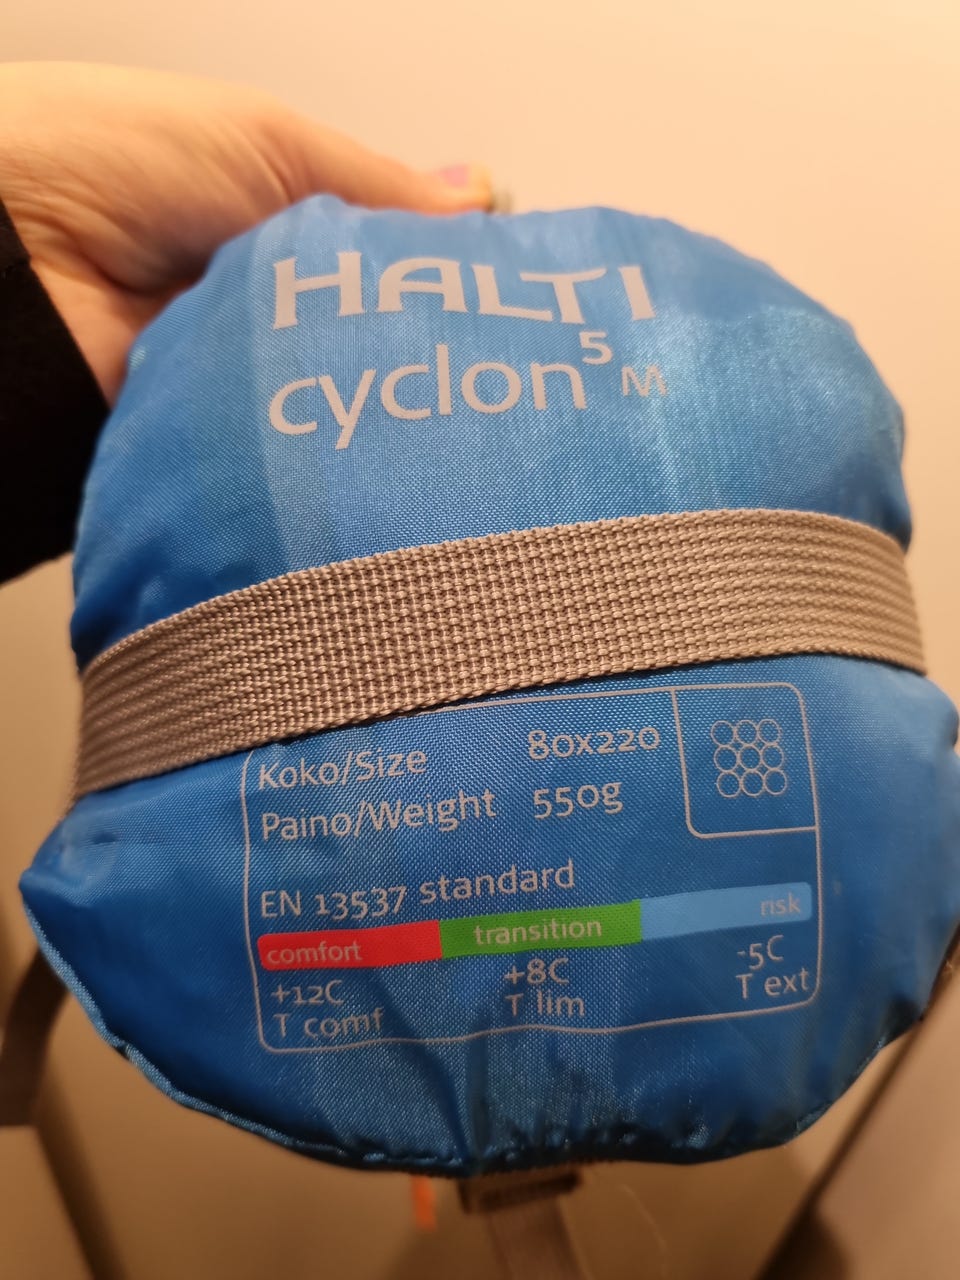 HALTI
cyclon⁵ M
Koko/Size 80x220
Paino/Weight 550g
EN 13537 standard
comfort transition risk
+12C +8C -5C
T comf T lim T ext